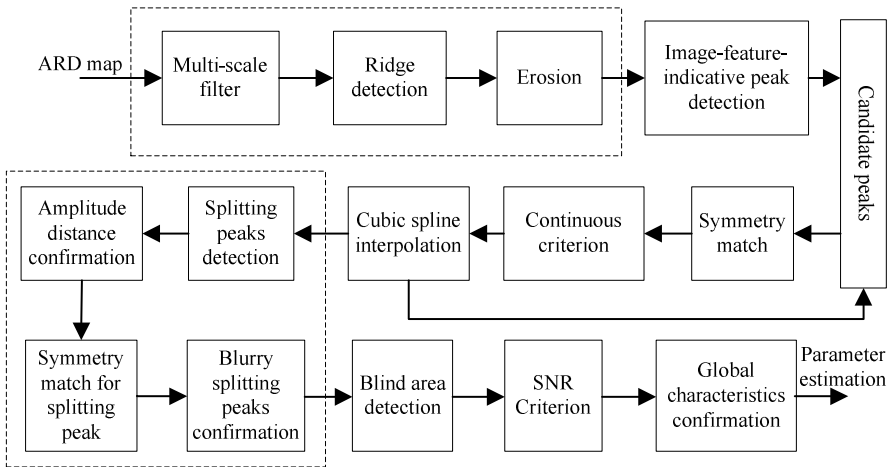 ARD map
Multi-scale
filter
Ridge
detection
Erosion
Image-feature-
indicative peak
detection
Candidate peaks
Amplitude
distance
confirmation
Splitting
peaks
detection
Cubic spline
interpolation
Continuous
criterion
Symmetry
match
Symmetry
match for
splitting
peak
Blurry
splitting
peaks
confirmation
Blind area
detection
SNR
Criterion
Global
characteristics
confirmation
Parameter
estimation